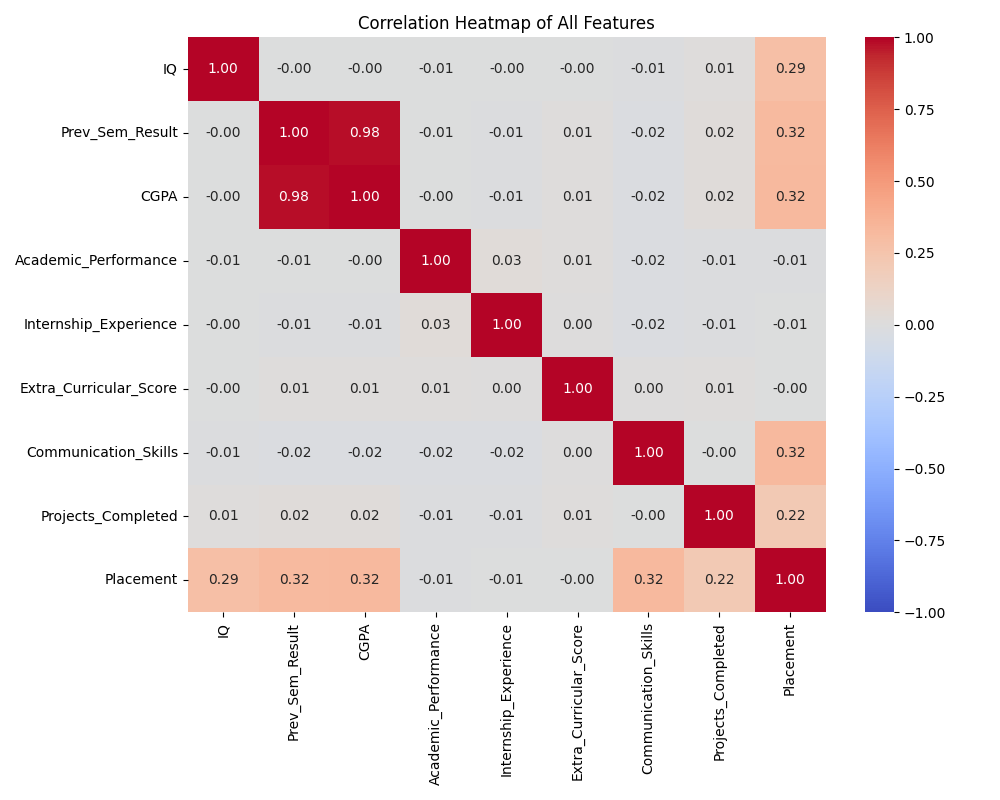 Correlation Heatmap of All Features
IQ 1.00 -0.00 -0.00 -0.01 -0.00 -0.00 -0.01 0.01 0.29
Prev_Sem_Result -0.00 1.00 0.98 -0.01 -0.01 0.01 -0.02 0.02 0.32
CGPA -0.00 0.98 1.00 -0.00 -0.01 0.01 -0.02 0.02 0.32
Academic_Performance -0.01 -0.01 -0.00 1.00 0.03 0.01 -0.02 -0.01 -0.01
Internship_Experience -0.00 -0.01 -0.01 0.03 1.00 0.00 -0.02 -0.01 -0.01
Extra_Curricular_Score -0.00 0.01 0.01 0.01 0.00 1.00 0.00 0.01 -0.00
Communication_Skills -0.01 -0.02 -0.02 -0.02 -0.02 0.00 1.00 -0.00 0.32
Projects_Completed 0.01 0.02 0.02 -0.01 -0.01 0.01 -0.00 1.00 0.22
Placement 0.29 0.32 0.32 -0.01 -0.01 -0.00 0.32 0.22 1.00
IQ
Prev_Sem_Result
CGPA
Academic_Performance
Internship_Experience
Extra_Curricular_Score
Communication_Skills
Projects_Completed
Placement
1.00
0.75
0.50
0.25
0.00
−0.25
−0.50
−0.75
−1.00